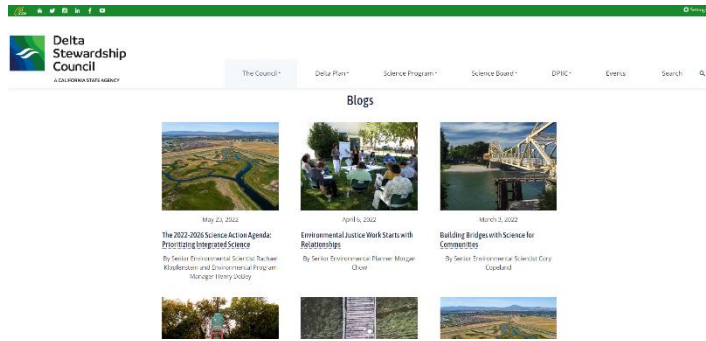 Settings
Delta
Stewardship
Council
A CALIFORNIA STATE AGENCY
The Council
Delta Plan
Science Program
Science Board
DPIIC
Events
Search
Blogs
May 23, 2022
The 2022-2026 Science Action Agenda:
Prioritizing Integrated Science
By Senior Environmental Scientist Rachael
Klopfenstein and Environmental Program
Manager Henry DeBey
April 6, 2022
Environmental Justice Work Starts with
Relationships
By Senior Environmental Planner Morgan
Chow
March 3, 2022
Building Bridges with Science for
Communities
By Senior Environmental Scientist Cory
Copeland